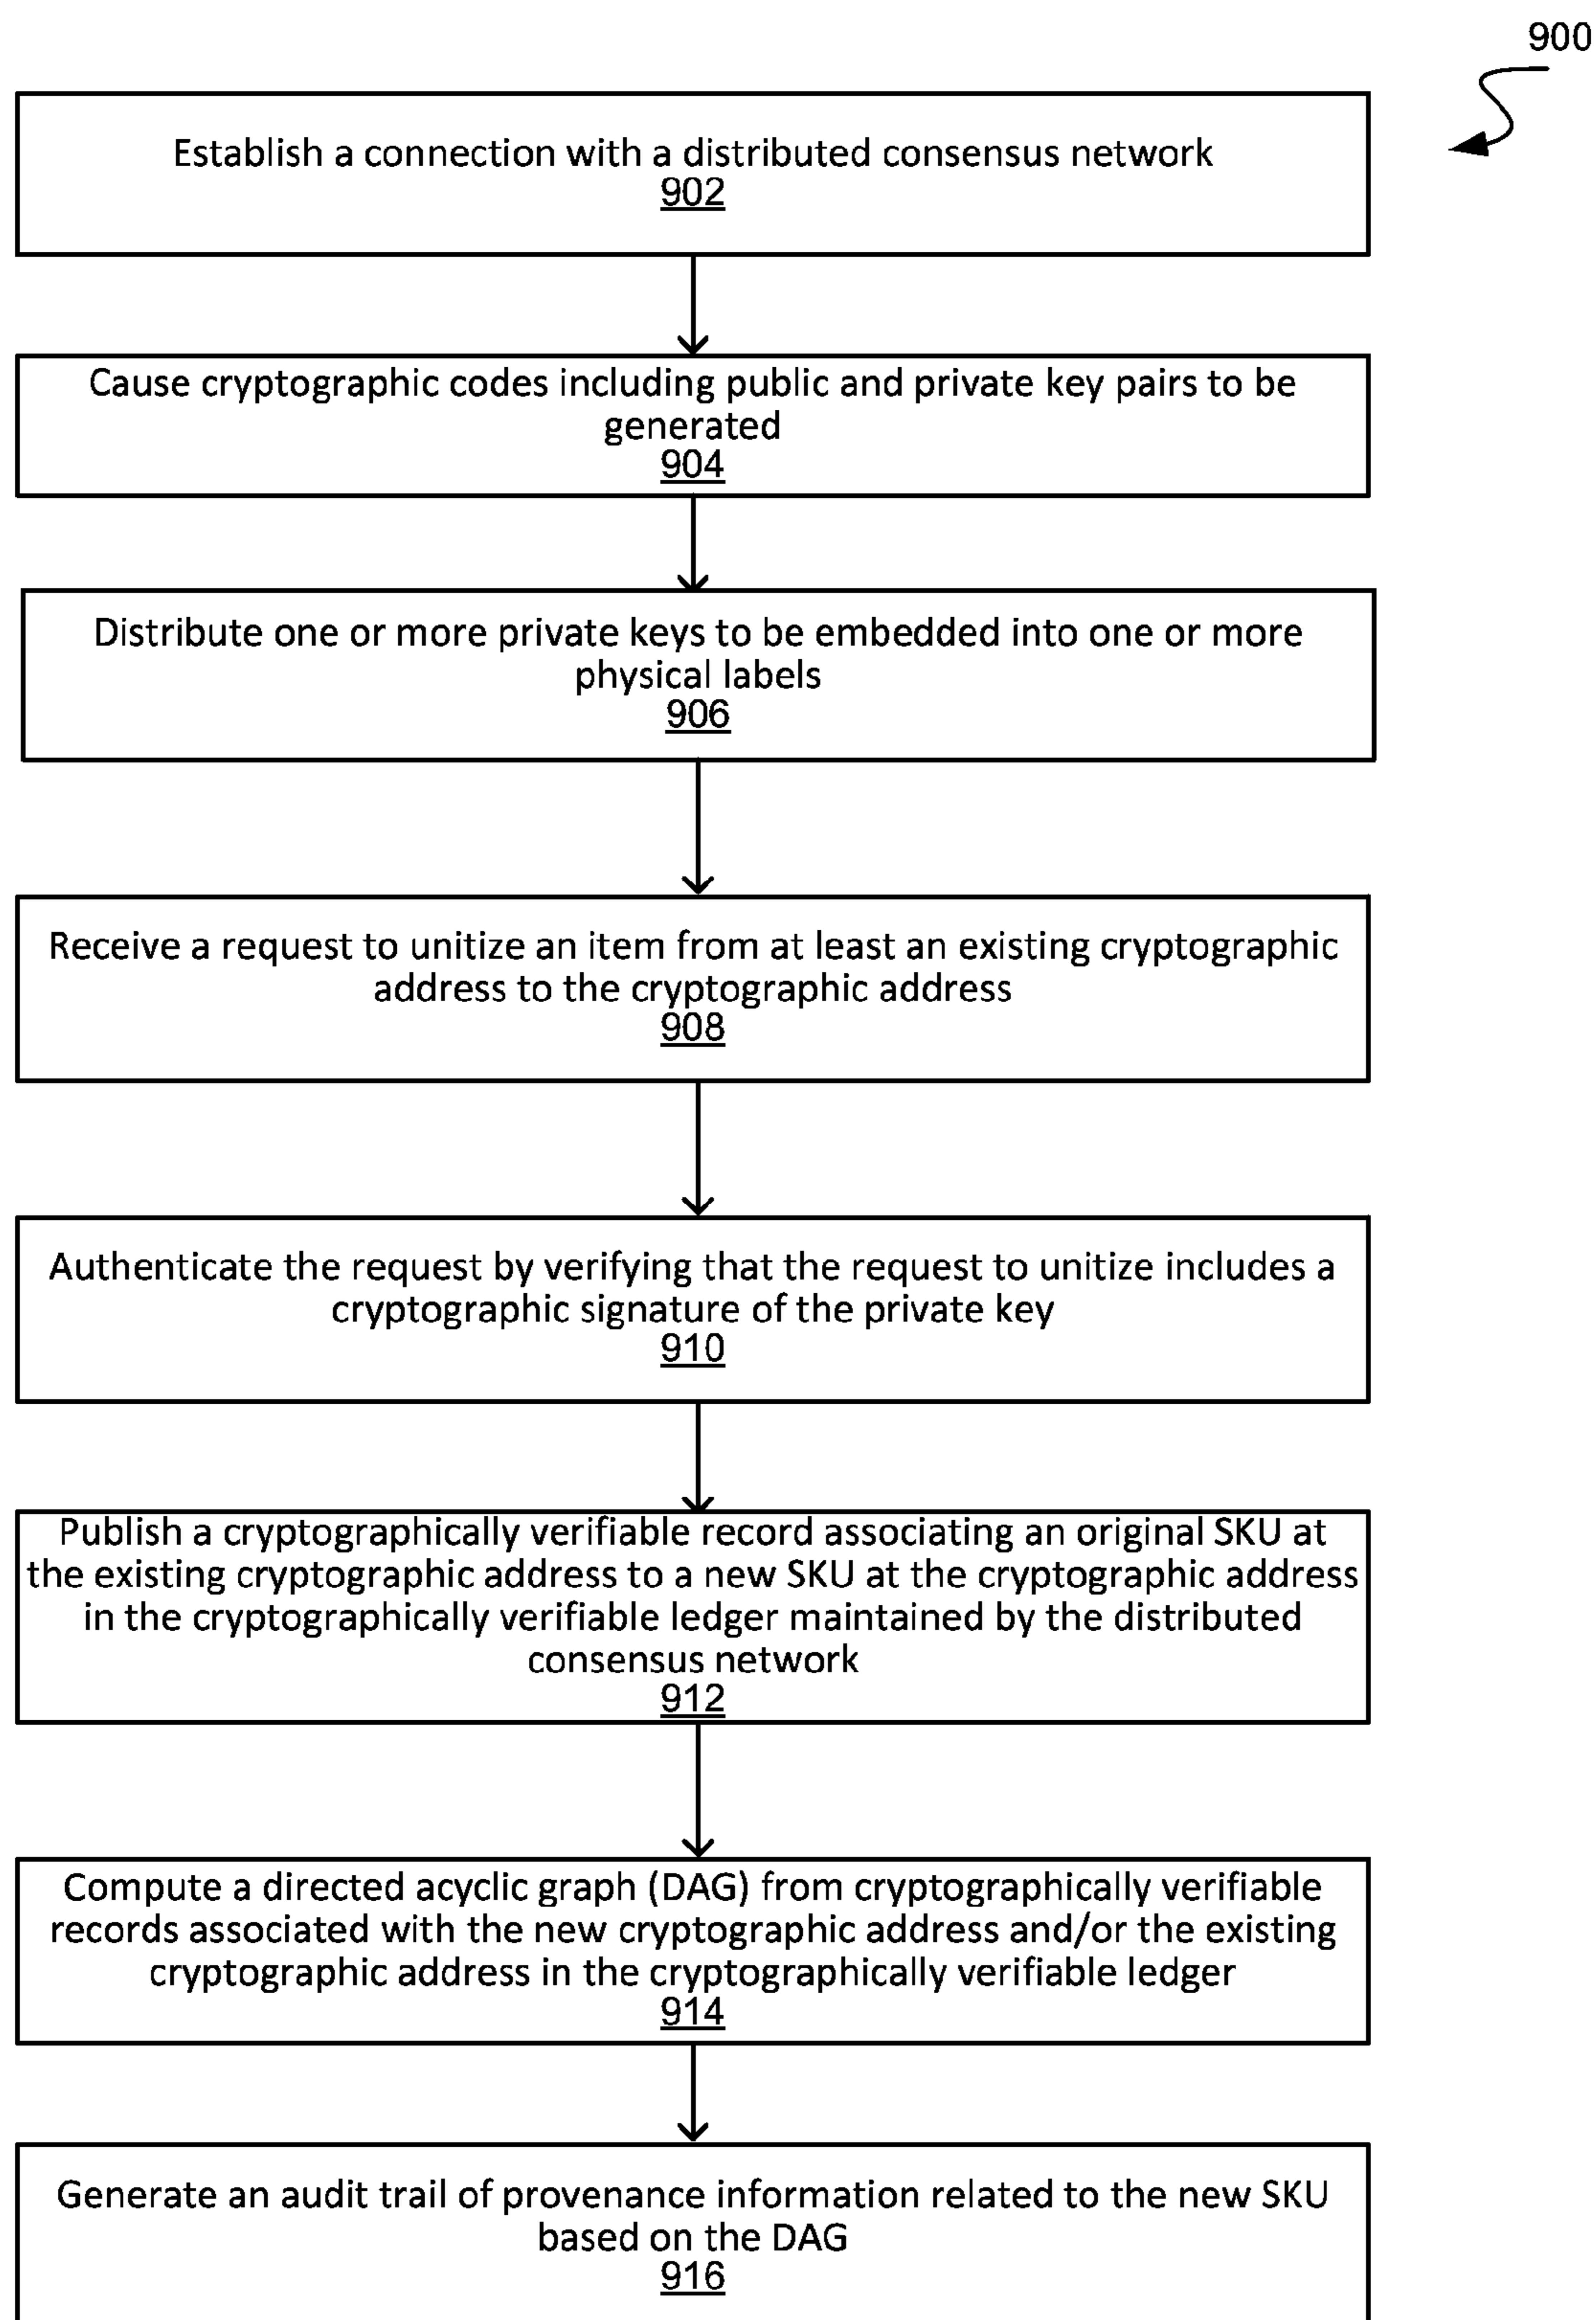 900
Establish a connection with a distributed consensus network
902
Cause cryptographic codes including public and private key pairs to be
generated
904
Distribute one or more private keys to be embedded into one or more
physical labels
906
Receive a request to unitize an item from at least an existing cryptographic
address to the cryptographic address
908
Authenticate the request by verifying that the request to unitize includes a
cryptographic signature of the private key
910
Publish a cryptographically verifiable record associating an original SKU at
the existing cryptographic address to a new SKU at the cryptographic address
in the cryptographically verifiable ledger maintained by the distributed
consensus network
912
Compute a directed acyclic graph (DAG) from cryptographically verifiable
records associated with the new cryptographic address and/or the existing
cryptographic address in the cryptographically verifiable ledger
914
Generate an audit trail of provenance information related to the new SKU
based on the DAG
916